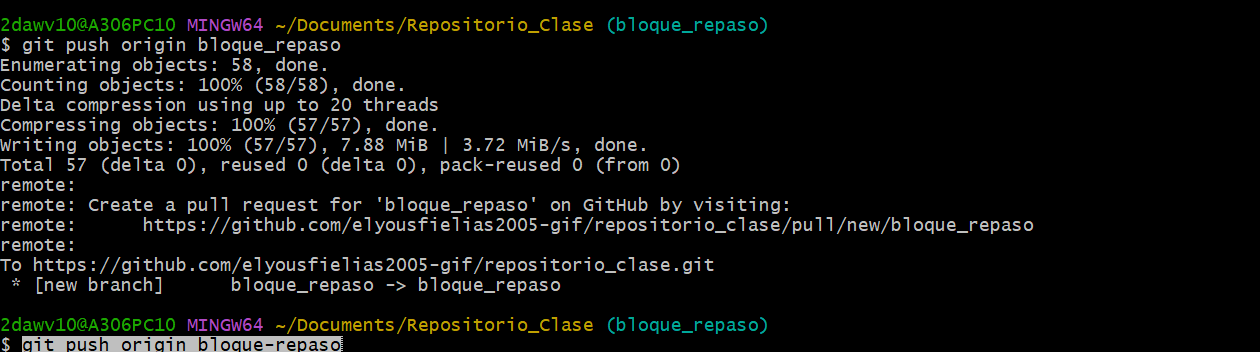 2dawv10@A306PC10 MINGW64 ~/Documents/Repositorio_Clase (bloque_repaso)
$ git push origin bloque_repaso
Enumerating objects: 58, done.
Counting objects: 100% (58/58), done.
Delta compression using up to 20 threads
Compressing objects: 100% (57/57), done.
Writing objects: 100% (57/57), 7.88 MiB | 3.72 MiB/s, done.
Total 57 (delta 0), reused 0 (delta 0), pack-reused 0 (from 0)
remote:
remote: Create a pull request for 'bloque_repaso' on GitHub by visiting:
remote:      https://github.com/elyousfielias2005-gif/repositorio_clase/pull/new/bloque_repaso
remote:
To https://github.com/elyousfielias2005-gif/repositorio_clase.git
 * [new branch]      bloque_repaso -> bloque_repaso
2dawv10@A306PC10 MINGW64 ~/Documents/Repositorio_Clase (bloque_repaso)
$ git push origin bloque-repaso